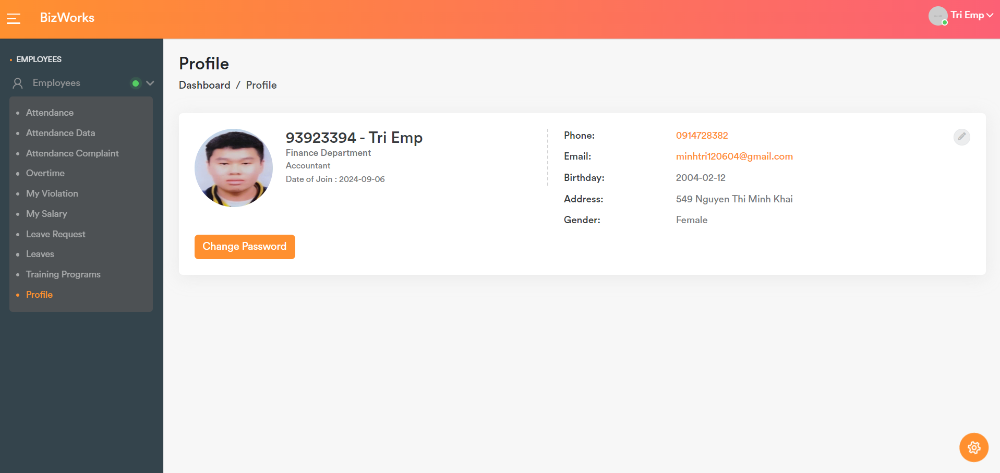 BizWorks
Tri Emp
EMPLOYEES
Employees
Attendance
Attendance Data
Attendance Complaint
Overtime
My Violation
My Salary
Leave Request
Leaves
Training Programs
Profile
Profile
Dashboard / Profile
93923394 - Tri Emp
Finance Department
Accountant
Date of Join : 2024-09-06
Change Password
Phone: 0914728382
Email: minhtri120604@gmail.com
Birthday: 2004-02-12
Address: 549 Nguyen Thi Minh Khai
Gender: Female